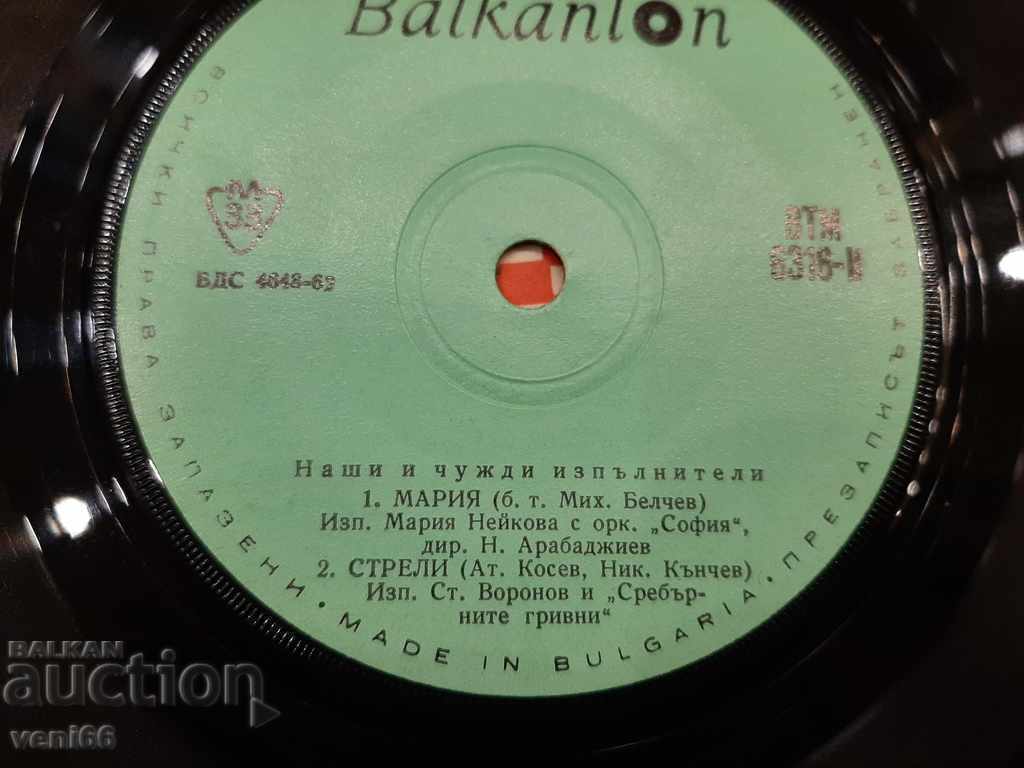 Balkanton
ВСИЧКИ ПРАВА ЗАПАЗЕНИ · MADE IN BULGARIA · ПРЕЗАПИСЪТ ЗАБРАНЕН
33
БДС 4848-62
ВТМ
6316-II
Наши и чужди изпълнители
1. МАРИЯ (б. т. Мих. Белчев)
Изп. Мария Нейкова с орк. „София“,
дир. Н. Арабаджиев
2. СТРЕЛИ (Ат. Косев, Ник. Кънчев)
Изп. Ст. Воронов и „Сребър-
ните гривни“
BALKAN
auction
veni66